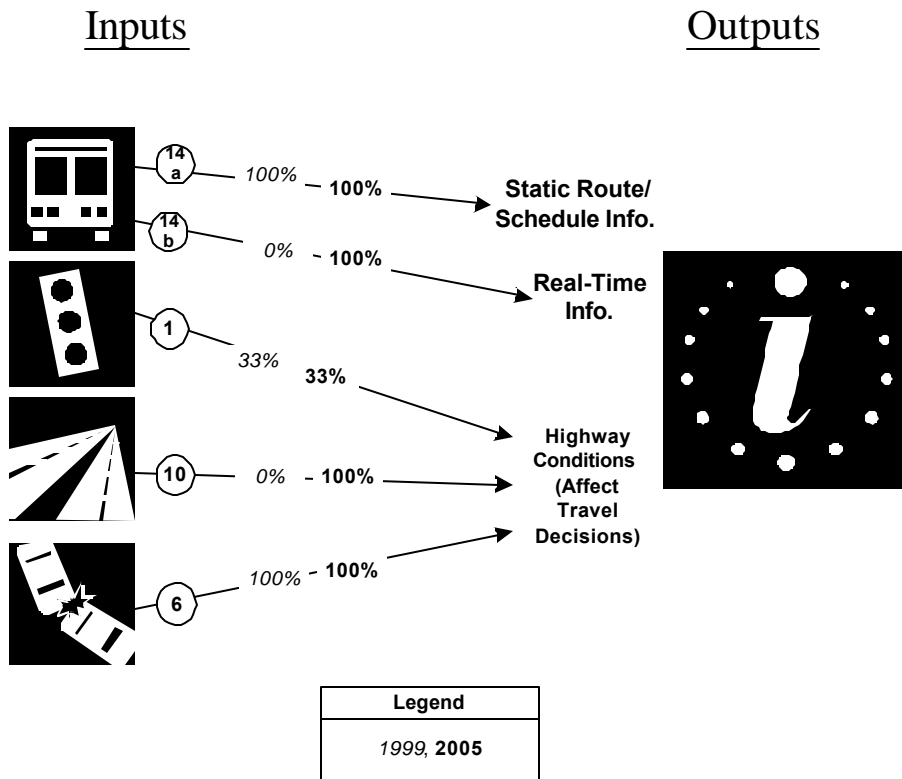 Inputs
Outputs
14
a
100%
100%
Static Route/
Schedule Info.
14
b
0%
100%
Real-Time
Info.
1
33%
33%
Highway
Conditions
(Affect
Travel
Decisions)
10
0%
100%
6
100%
100%
i
Legend
1999, 2005